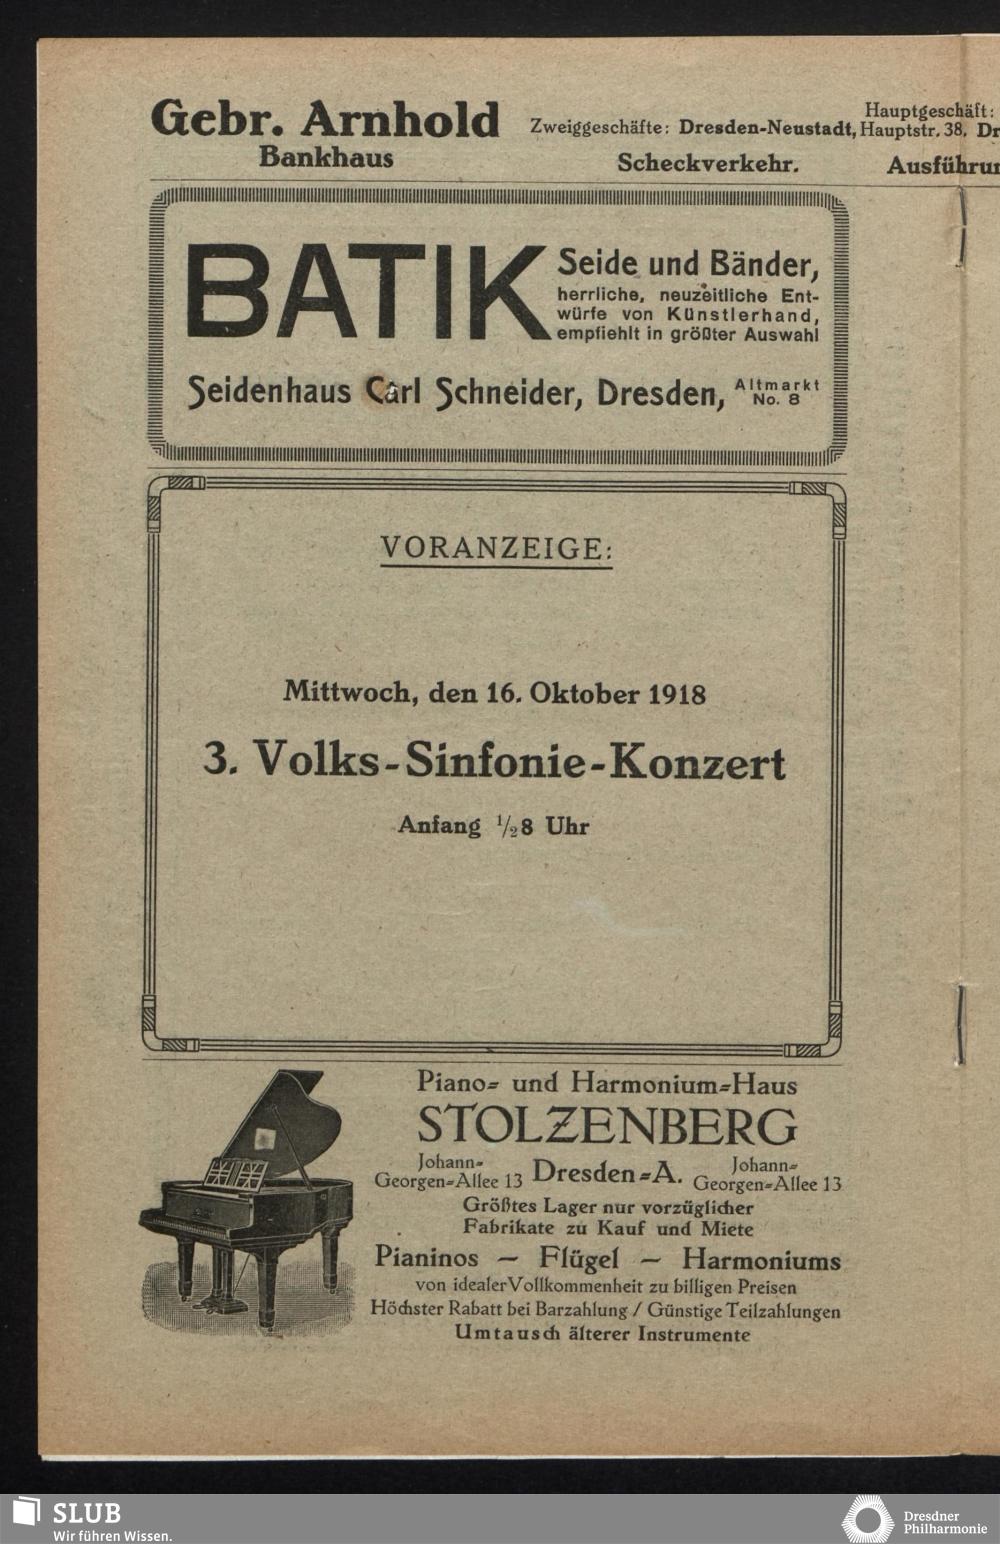 Gebr. Arnhold
Bankhaus
Hauptgeschäft:
Zweiggeschäfte: Dresden-Neustadt, Hauptstr. 38, Dr
Scheckverkehr. Ausführun
BATIK
Seide und Bänder,
herrliche, neuzeitliche Ent-
würfe von Künstlerhand,
empfiehlt in größter Auswahl
Seidenhaus Carl Schneider, Dresden, Altmarkt
No. 8
VORANZEIGE:
Mittwoch, den 16. Oktober 1918
3. Volks-Sinfonie-Konzert
Anfang 1/2 8 Uhr
Piano- und Harmonium-Haus
STOLZENBERG
Johann-
Georgen-Allee 13 Dresden-A. Johann-
Georgen-Allee 13
Größtes Lager nur vorzüglicher
Fabrikate zu Kauf und Miete
Pianinos — Flügel — Harmoniums
von idealer Vollkommenheit zu billigen Preisen
Höchster Rabatt bei Barzahlung / Günstige Teilzahlungen
Umtausch älterer Instrumente
SLUB
Wir führen Wissen.
Dresdner
Philharmonie